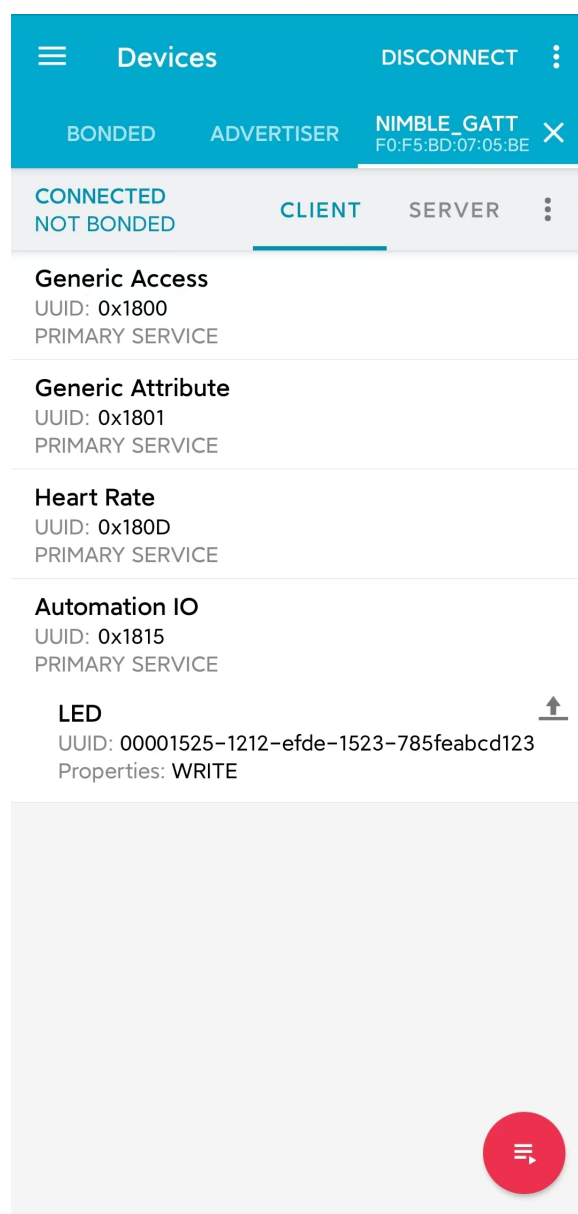 Devices
DISCONNECT
BONDED
ADVERTISER
NIMBLE_GATT
F0:F5:BD:07:05:BE
CONNECTED
NOT BONDED
CLIENT
SERVER
Generic Access
UUID: 0x1800
PRIMARY SERVICE
Generic Attribute
UUID: 0x1801
PRIMARY SERVICE
Heart Rate
UUID: 0x180D
PRIMARY SERVICE
Automation IO
UUID: 0x1815
PRIMARY SERVICE
LED
UUID: 00001525-1212-efde-1523-785feabcd123
Properties: WRITE